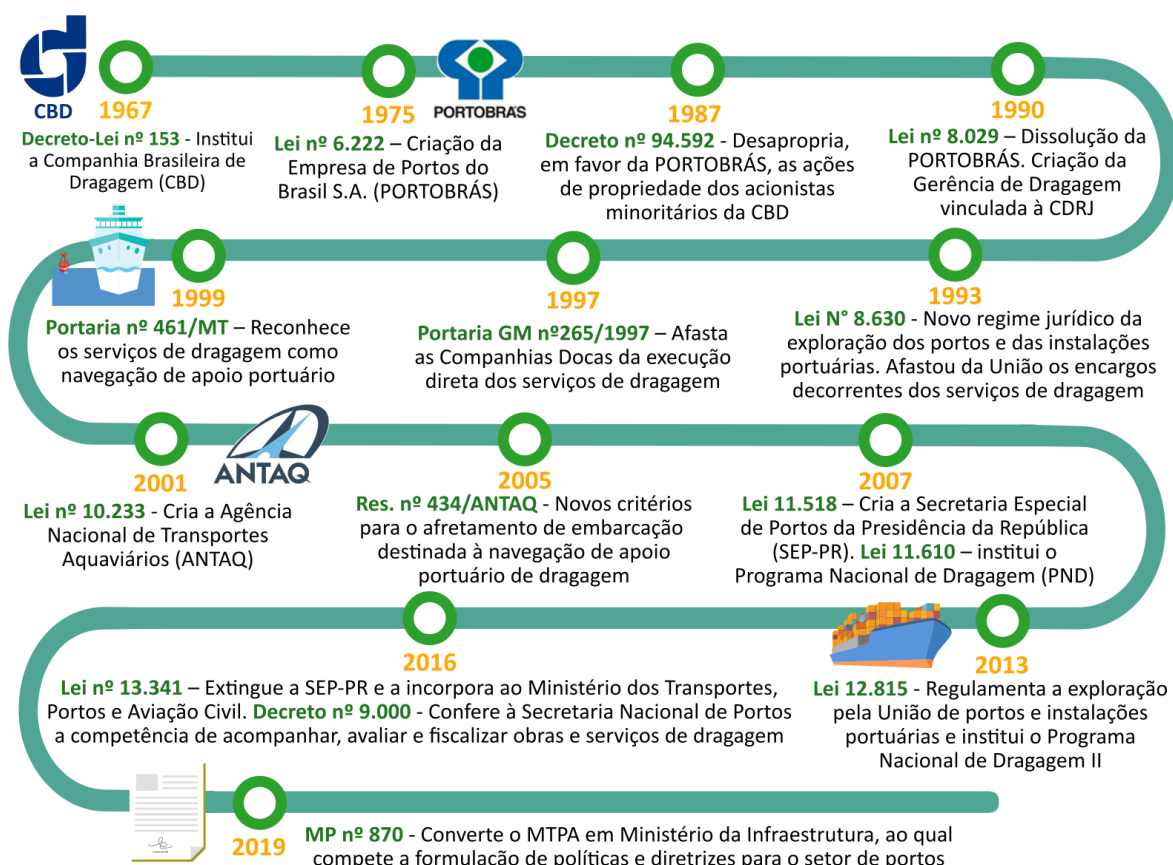 CBD
1967
Decreto-Lei nº 153 - Institui
a Companhia Brasileira de
Dragagem (CBD)
1975
PORTOBRÁS
Lei nº 6.222 – Criação da
Empresa de Portos do
Brasil S.A. (PORTOBRÁS)
1987
Decreto nº 94.592 - Desapropria,
em favor da PORTOBRÁS, as ações
de propriedade dos acionistas
minoritários da CBD
1990
Lei nº 8.029 – Dissolução da
PORTOBRÁS. Criação da
Gerência de Dragagem
vinculada à CDRJ
1993
Lei N° 8.630 - Novo regime jurídico da
exploração dos portos e das instalações
portuárias. Afastou da União os encargos
decorrentes dos serviços de dragagem
1997
Portaria GM nº265/1997 – Afasta
as Companhias Docas da execução
direta dos serviços de dragagem
1999
Portaria nº 461/MT – Reconhece
os serviços de dragagem como
navegação de apoio portuário
2001
ANTAQ
Lei nº 10.233 - Cria a Agência
Nacional de Transportes
Aquaviários (ANTAQ)
2005
Res. nº 434/ANTAQ - Novos critérios
para o afretamento de embarcação
destinada à navegação de apoio
portuário de dragagem
2007
Lei 11.518 – Cria a Secretaria Especial
de Portos da Presidência da República
(SEP-PR). Lei 11.610 – institui o
Programa Nacional de Dragagem (PND)
2013
Lei 12.815 - Regulamenta a exploração
pela União de portos e instalações
portuárias e institui o Programa
Nacional de Dragagem II
2016
Lei nº 13.341 – Extingue a SEP-PR e a incorpora ao Ministério dos Transportes,
Portos e Aviação Civil. Decreto nº 9.000 - Confere à Secretaria Nacional de Portos
a competência de acompanhar, avaliar e fiscalizar obras e serviços de dragagem
2019
MP nº 870 - Converte o MTPA em Ministério da Infraestrutura, ao qual
compete a formulação de políticas e diretrizes para o setor de portos